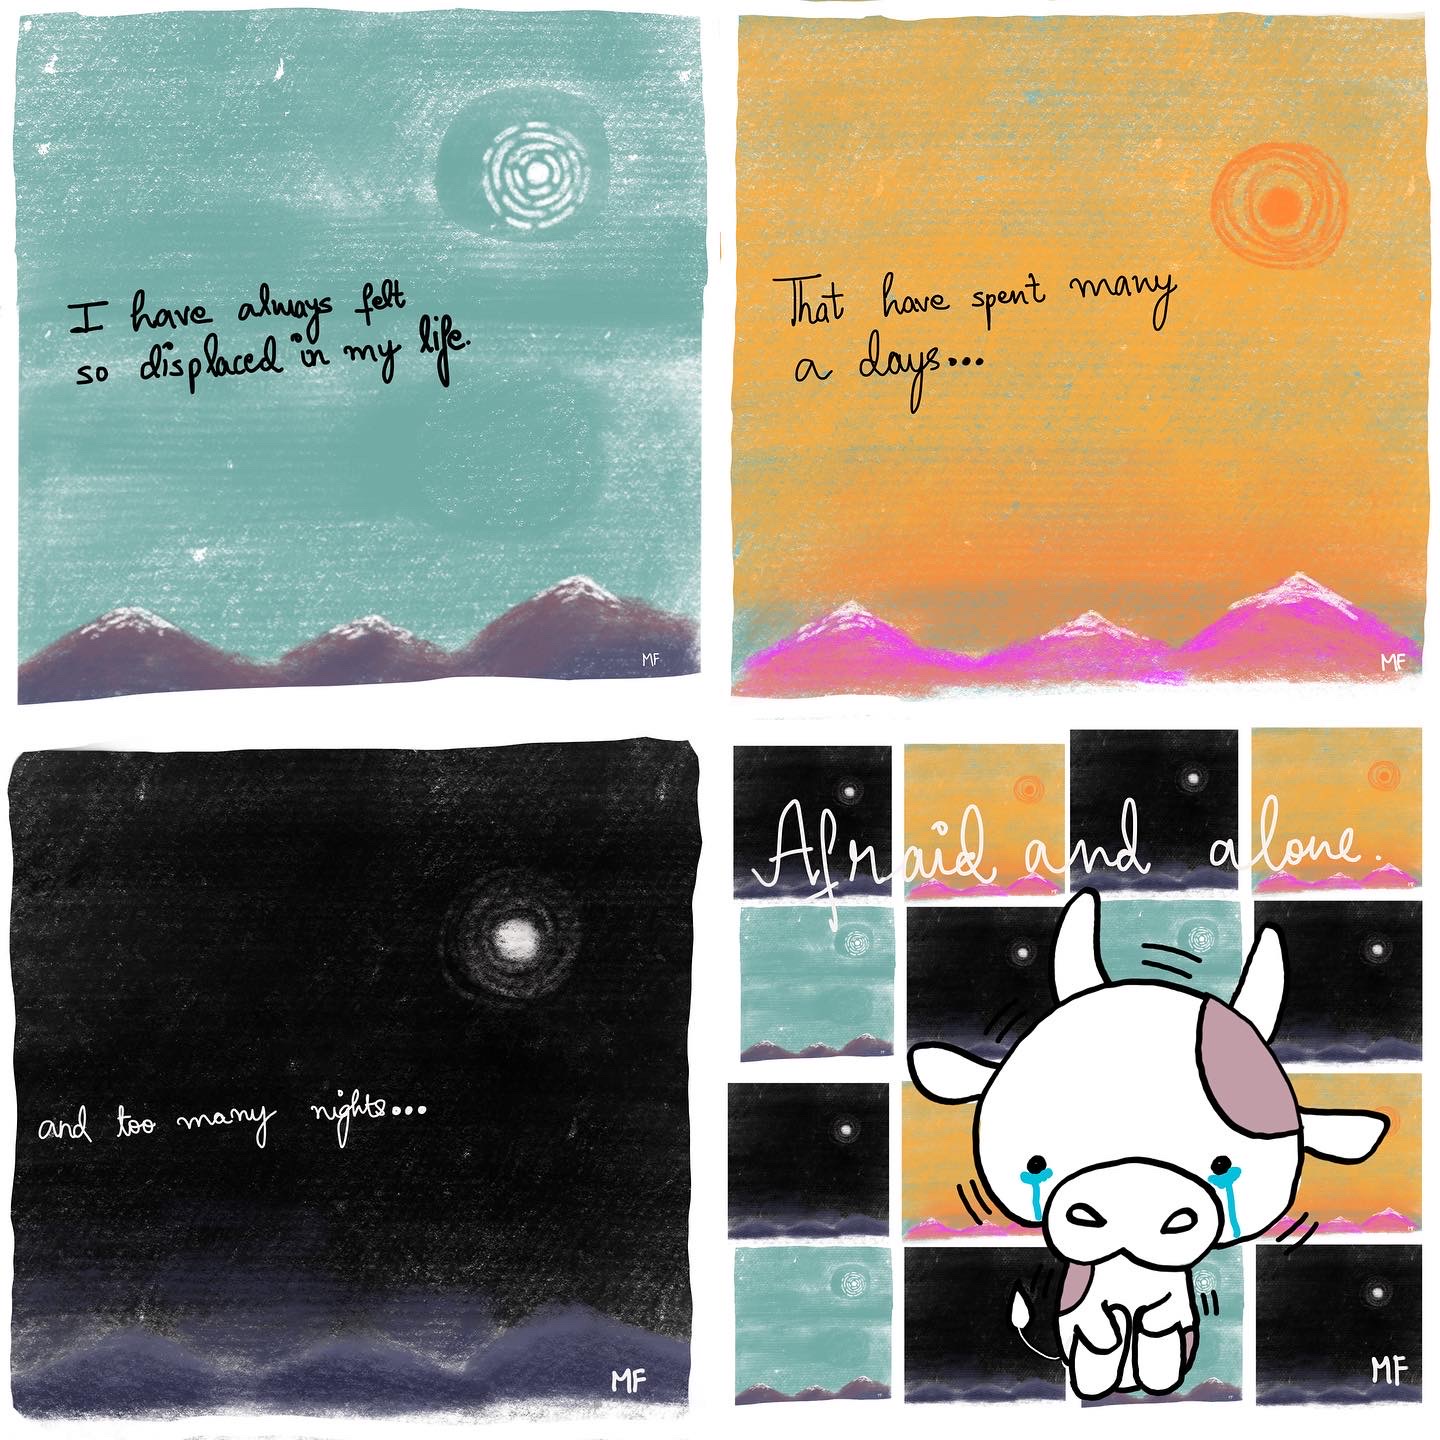 I have always felt
so displaced in my life.
MF
That have spent many
a days...
MF
and too many nights...
MF
Afraid and alone.
MF